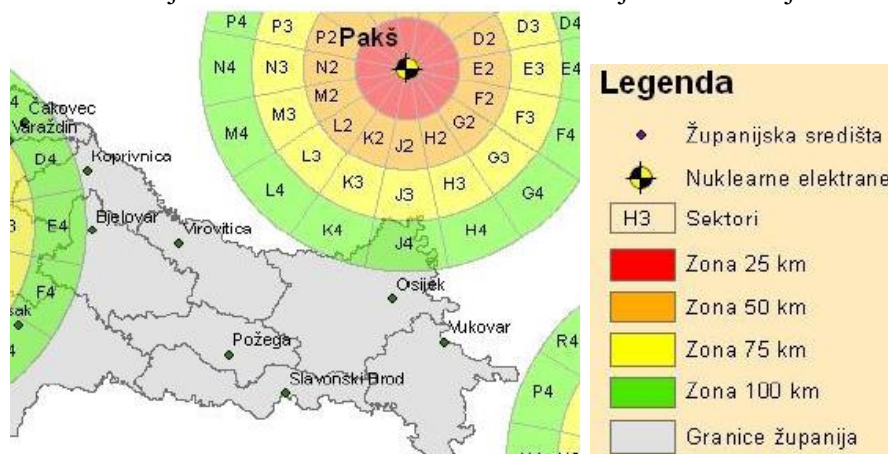 P4
P3
P2
Pakš
D2
D3
D4
N4
N3
N2
E2
E3
E4
M4
M3
M2
F2
F3
F4
L4
L3
L2
K2
J2
H2
G2
G3
G4
K4
K3
J3
H3
H4
J4
Čakovec
Varaždin
D4
Koprivnica
E4
Bjelovar
Virovitica
F4
Osijek
Požega
Vukovar
Slavonski Brod
R4
P4
Legenda
Županijska središta
Nuklearne elektrane
H3 Sektori
Zona 25 km
Zona 50 km
Zona 75 km
Zona 100 km
Granice županija